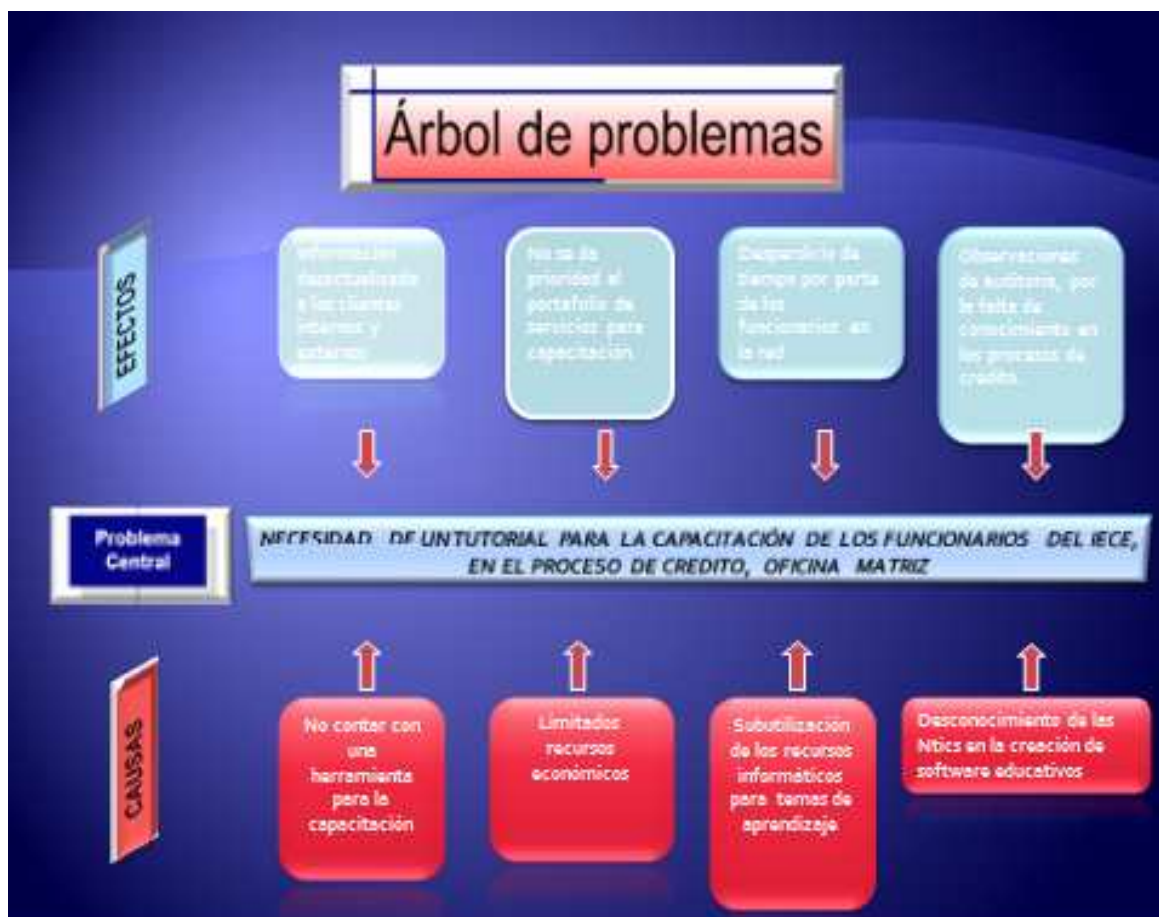 Árbol de problemas
EFECTOS
Información
desactualizada
a los clientes
internos y
externos
No se da
prioridad al
portafolio de
servicios para
capacitación
Desperdicio de
tiempo por parte
de los
funcionarios en
la red
Observaciones
de auditoria, por
la falta de
conocimiento en
los procesos de
credito.
Problema
Central
NECESIDAD DE UN TUTORIAL PARA LA CAPACITACIÓN DE LOS FUNCIONARIOS DEL IECE,
EN EL PROCESO DE CREDITO, OFICINA MATRIZ
CAUSAS
No contar con
una
herramienta
para la
capacitación
Limitados
recursos
económicos
Subutilización
de los recursos
informáticos
para temas de
aprendizaje
Desconocimiento de las
Ntics en la creación de
software educativos